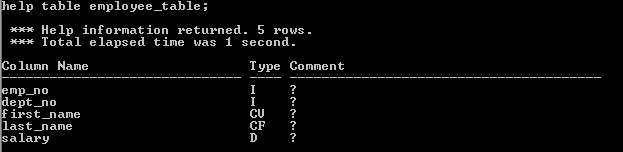 help table employee_table;
*** Help information returned. 5 rows.
*** Total elapsed time was 1 second.
Column Name Type Comment
------------------------------ ---- ---------------------------------------
emp_no I ?
dept_no I ?
first_name CV ?
last_name CF ?
salary D ?